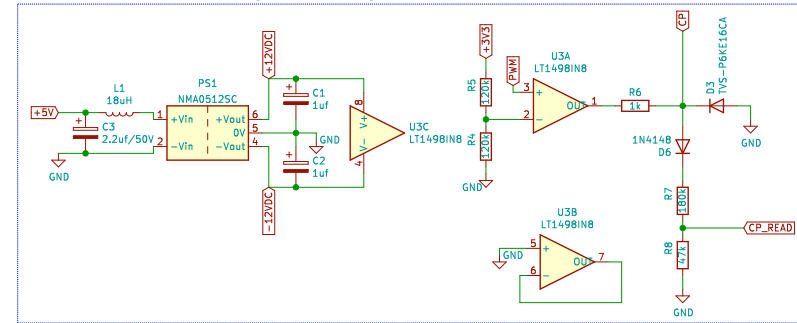 +5V
L1
18uH
C3
2.2uf/50V
GND
PS1
NMA0512SC
1
+Vin
2
-Vin
+Vout
6
0V
5
-Vout
4
+12VDC
-12VDC
C1
1uf
GND
C2
1uf
8
V+
V-
4
U3C
LT1498IN8
+3V3
R5
120k
R4
120k
GND
PWM
U3A
LT1498IN8
3
+
2
-
OUT
1
R6
1k
CP
D3
TVS-P6KE16CA
GND
1N4148
D6
R7
180k
CP_READ
R8
47k
GND
U3B
LT1498IN8
GND
5
+
6
-
OUT
7